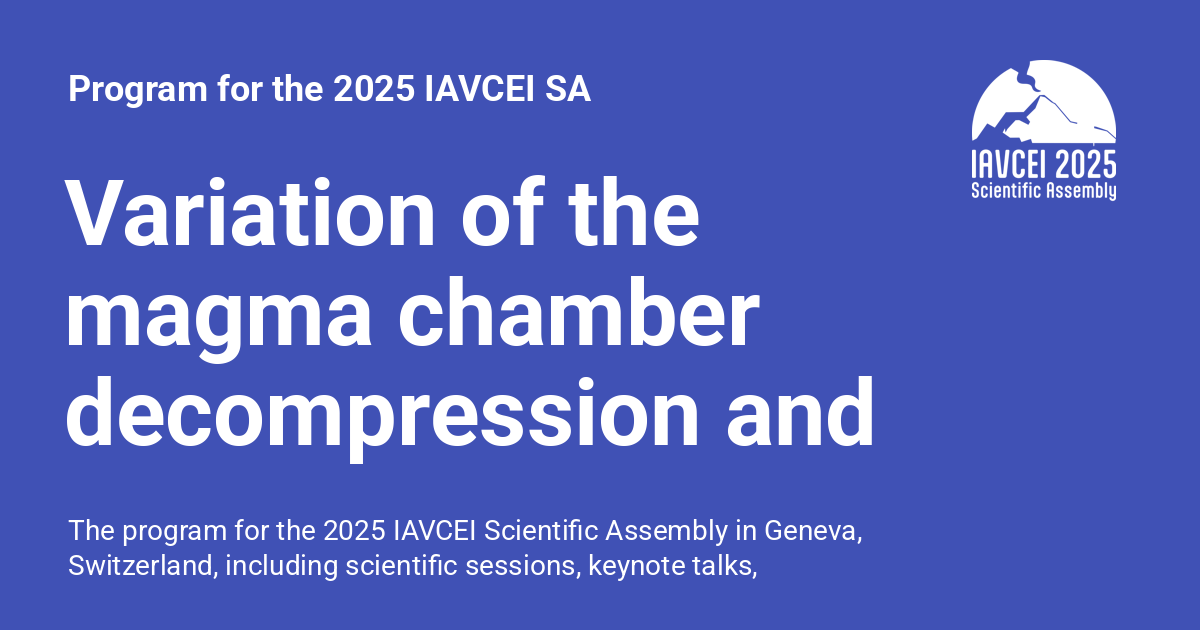 Program for the 2025 IAVCEI SA
IAVCEI 2025
Scientific Assembly
Variation of the
magma chamber
decompression and
The program for the 2025 IAVCEI Scientific Assembly in Geneva,
Switzerland, including scientific sessions, keynote talks,